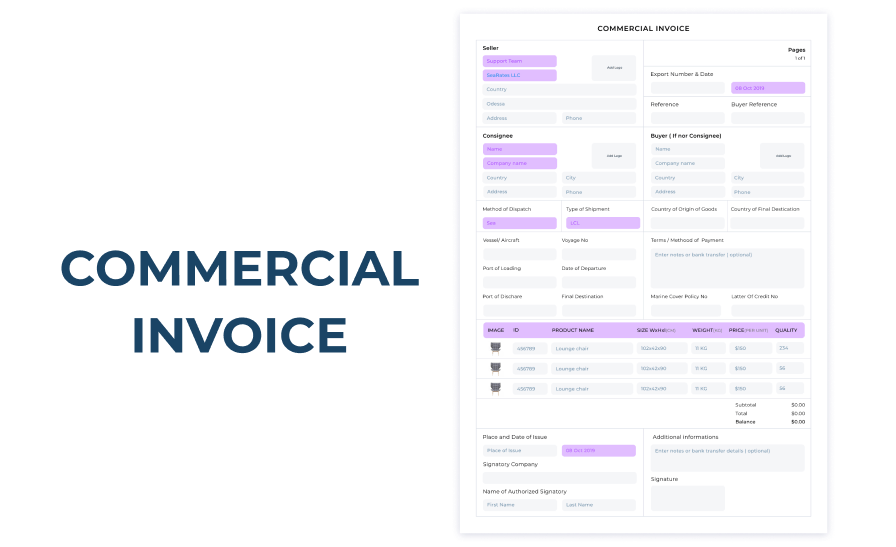 COMMERCIAL
INVOICE
COMMERCIAL INVOICE
Seller
Support Team
SeaRates LLC
Add Logo
Country
Odessa
Address Phone
Pages
1 of 1
Export Number & Date
08 Oct 2019
Reference Buyer Reference
Consignee
Name
Company name
Add Logo
Country City
Address Phone
Buyer ( If nor Consignee)
Name
Company name
Add Logo
Country City
Address Phone
Method of Dispatch Type of Shipment Country of Origin of Goods Country of Final Destication
Sea LCL
Vessel/ Aircraft Voyage No Terms / Methood of Payment
Enter notes or bank transfer ( optional)
Port of Loading Date of Departure
Port of Dischare Final Destination Marine Cover Policy No Latter Of Credit No
IMAGE ID PRODUCT NAME SIZE WxHxl(CM) WEIGHT(KG) PRICE(PER UNIT) QUALITY
456789 Lounge chair 102x42x90 11 KG $150 234
456789 Lounge chair 102x42x90 11 KG $150 56
456789 Lounge chair 102x42x90 11 KG $150 56
Subtotal $0.00
Total $0.00
Balance $0.00
Place and Date of Issue
Place of Issue 08 Oct 2019
Signatory Company
Name of Authorized Signatory
First Name Last Name
Additional informations
Enter notes or bank transfer details ( optional)
Signature